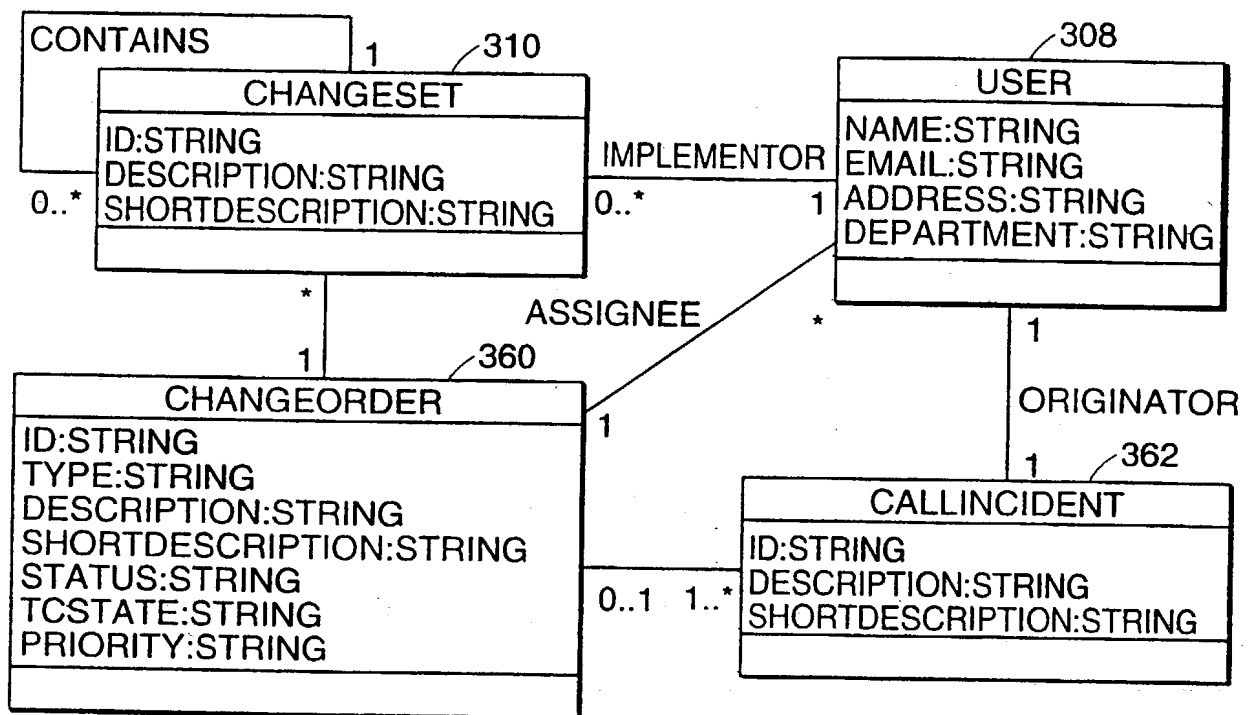 CONTAINS
1
310
CHANGESET
ID:STRING
DESCRIPTION:STRING
SHORTDESCRIPTION:STRING
0..*
308
USER
NAME:STRING
EMAIL:STRING
ADDRESS:STRING
DEPARTMENT:STRING
IMPLEMENTOR
0..*
1
*
1
ASSIGNEE
*
1
1
ORIGINATOR
1
360
CHANGEORDER
ID:STRING
TYPE:STRING
DESCRIPTION:STRING
SHORTDESCRIPTION:STRING
STATUS:STRING
TCSTATE:STRING
PRIORITY:STRING
0..1
1..*
362
CALLINCIDENT
ID:STRING
DESCRIPTION:STRING
SHORTDESCRIPTION:STRING